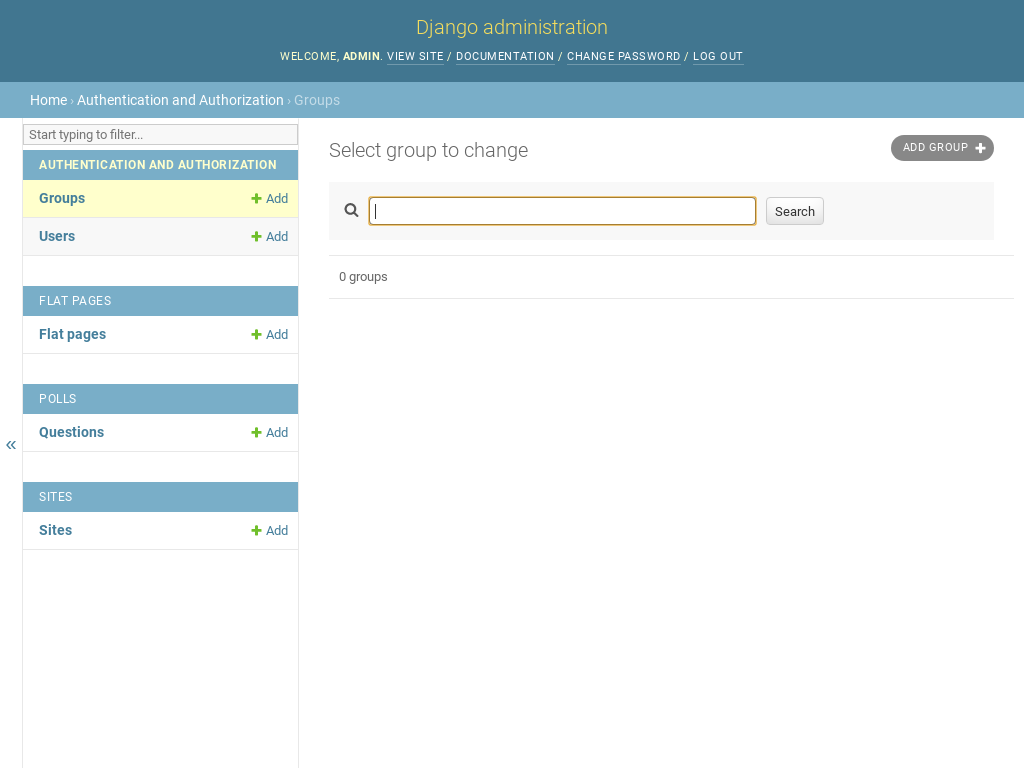 Django administration
WELCOME, ADMIN. VIEW SITE / DOCUMENTATION / CHANGE PASSWORD / LOG OUT
Home › Authentication and Authorization › Groups
Start typing to filter...
AUTHENTICATION AND AUTHORIZATION
Groups Add
Users Add
FLAT PAGES
Flat pages Add
POLLS
Questions Add
SITES
Sites Add
«
Select group to change
ADD GROUP
Search
0 groups